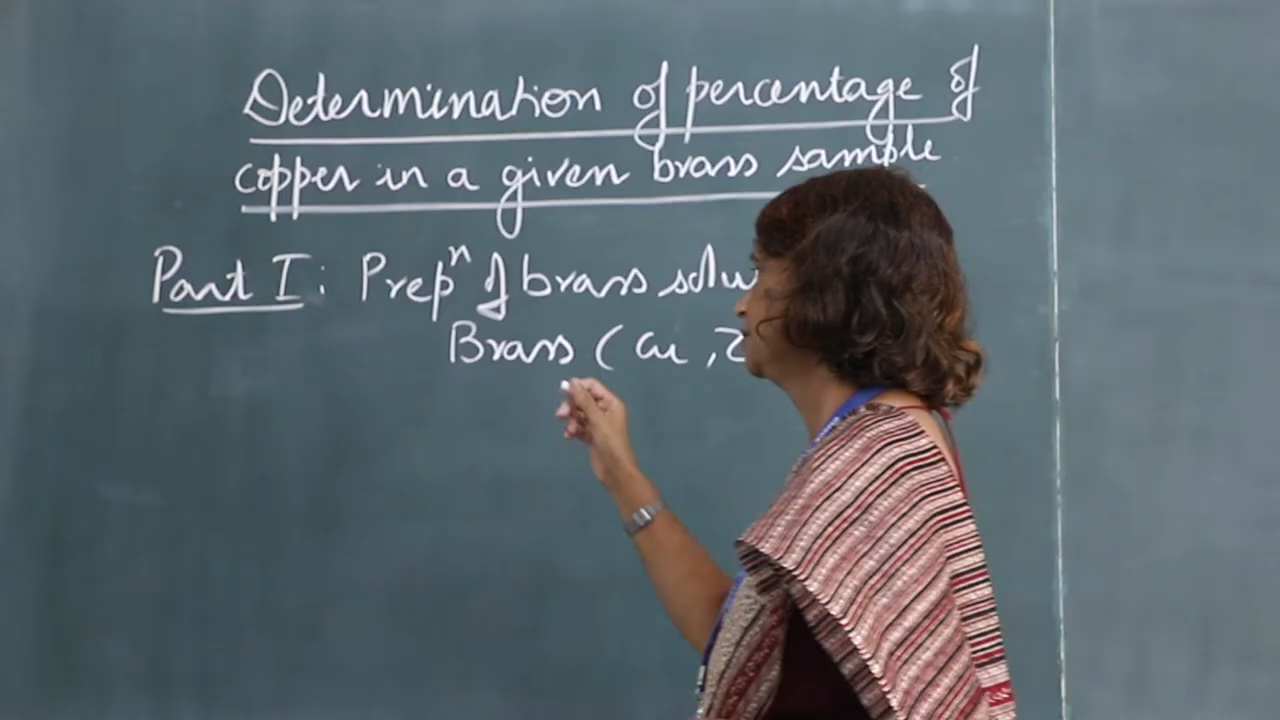 Determination of percentage of
copper in a given brass sample
Part I: Prepⁿ of brass solu
Brass (Cu, Z